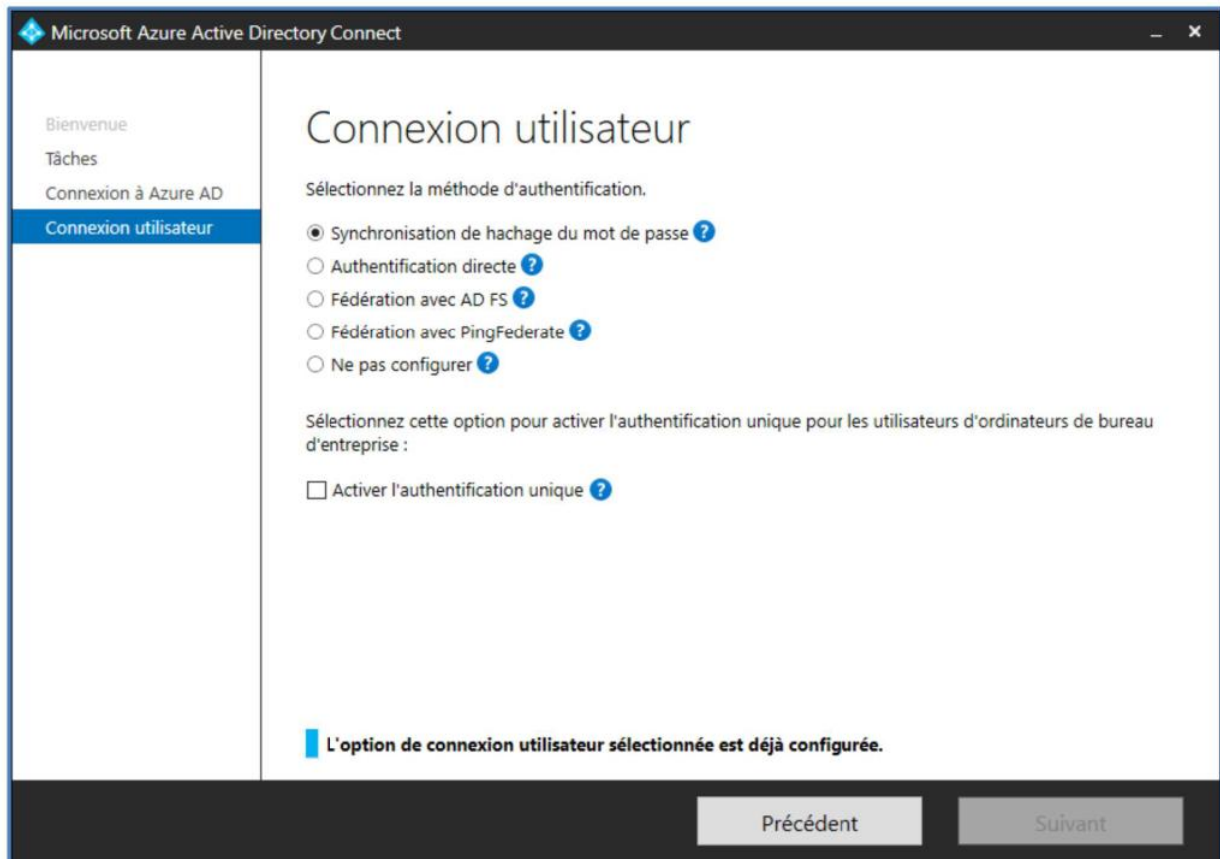 Microsoft Azure Active Directory Connect
Bienvenue
Tâches
Connexion à Azure AD
Connexion utilisateur
Connexion utilisateur
Sélectionnez la méthode d'authentification.
Synchronisation de hachage du mot de passe ?
Authentification directe ?
Fédération avec AD FS ?
Fédération avec PingFederate ?
Ne pas configurer ?
Sélectionnez cette option pour activer l'authentification unique pour les utilisateurs d'ordinateurs de bureau
d'entreprise :
Activer l'authentification unique ?
L'option de connexion utilisateur sélectionnée est déjà configurée.
Précédent
Suivant